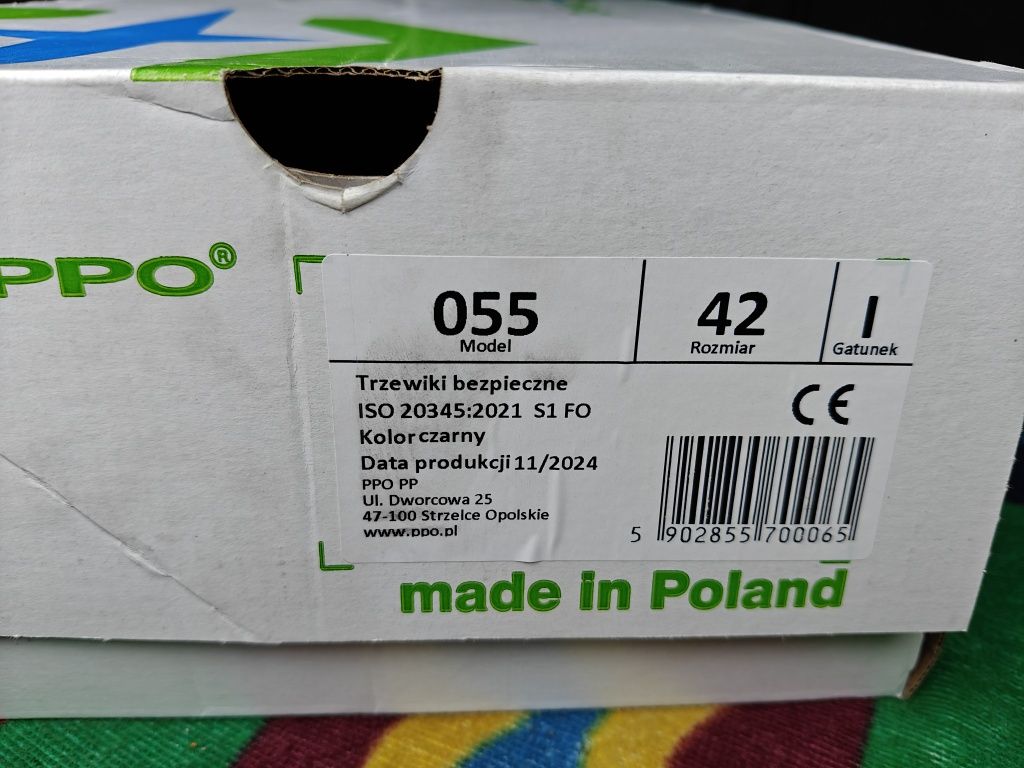 PPO®
055 42 I
Model Rozmiar Gatunek
Trzewiki bezpieczne
ISO 20345:2021 S1 FO
CE
Kolor czarny
Data produkcji 11/2024
PPO PP
Ul. Dworcowa 25
47-100 Strzelce Opolskie
www.ppo.pl
5 902855 700065
made in Poland